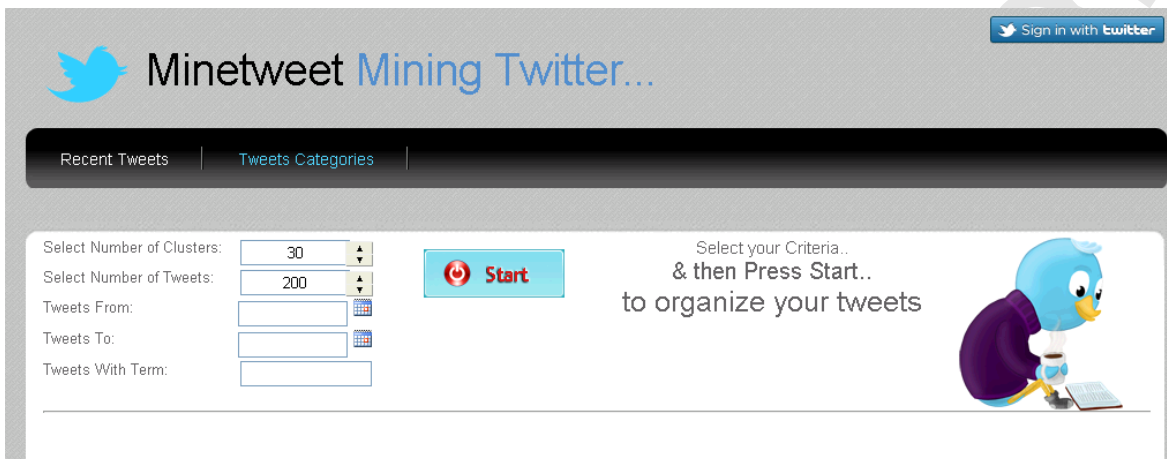 Sign in with twitter
Minetweet Mining Twitter...
Recent Tweets
Tweets Categories
Select Number of Clusters: 30
Select Number of Tweets: 200
Tweets From:
Tweets To:
Tweets With Term:
Start
Select your Criteria..
& then Press Start..
to organize your tweets